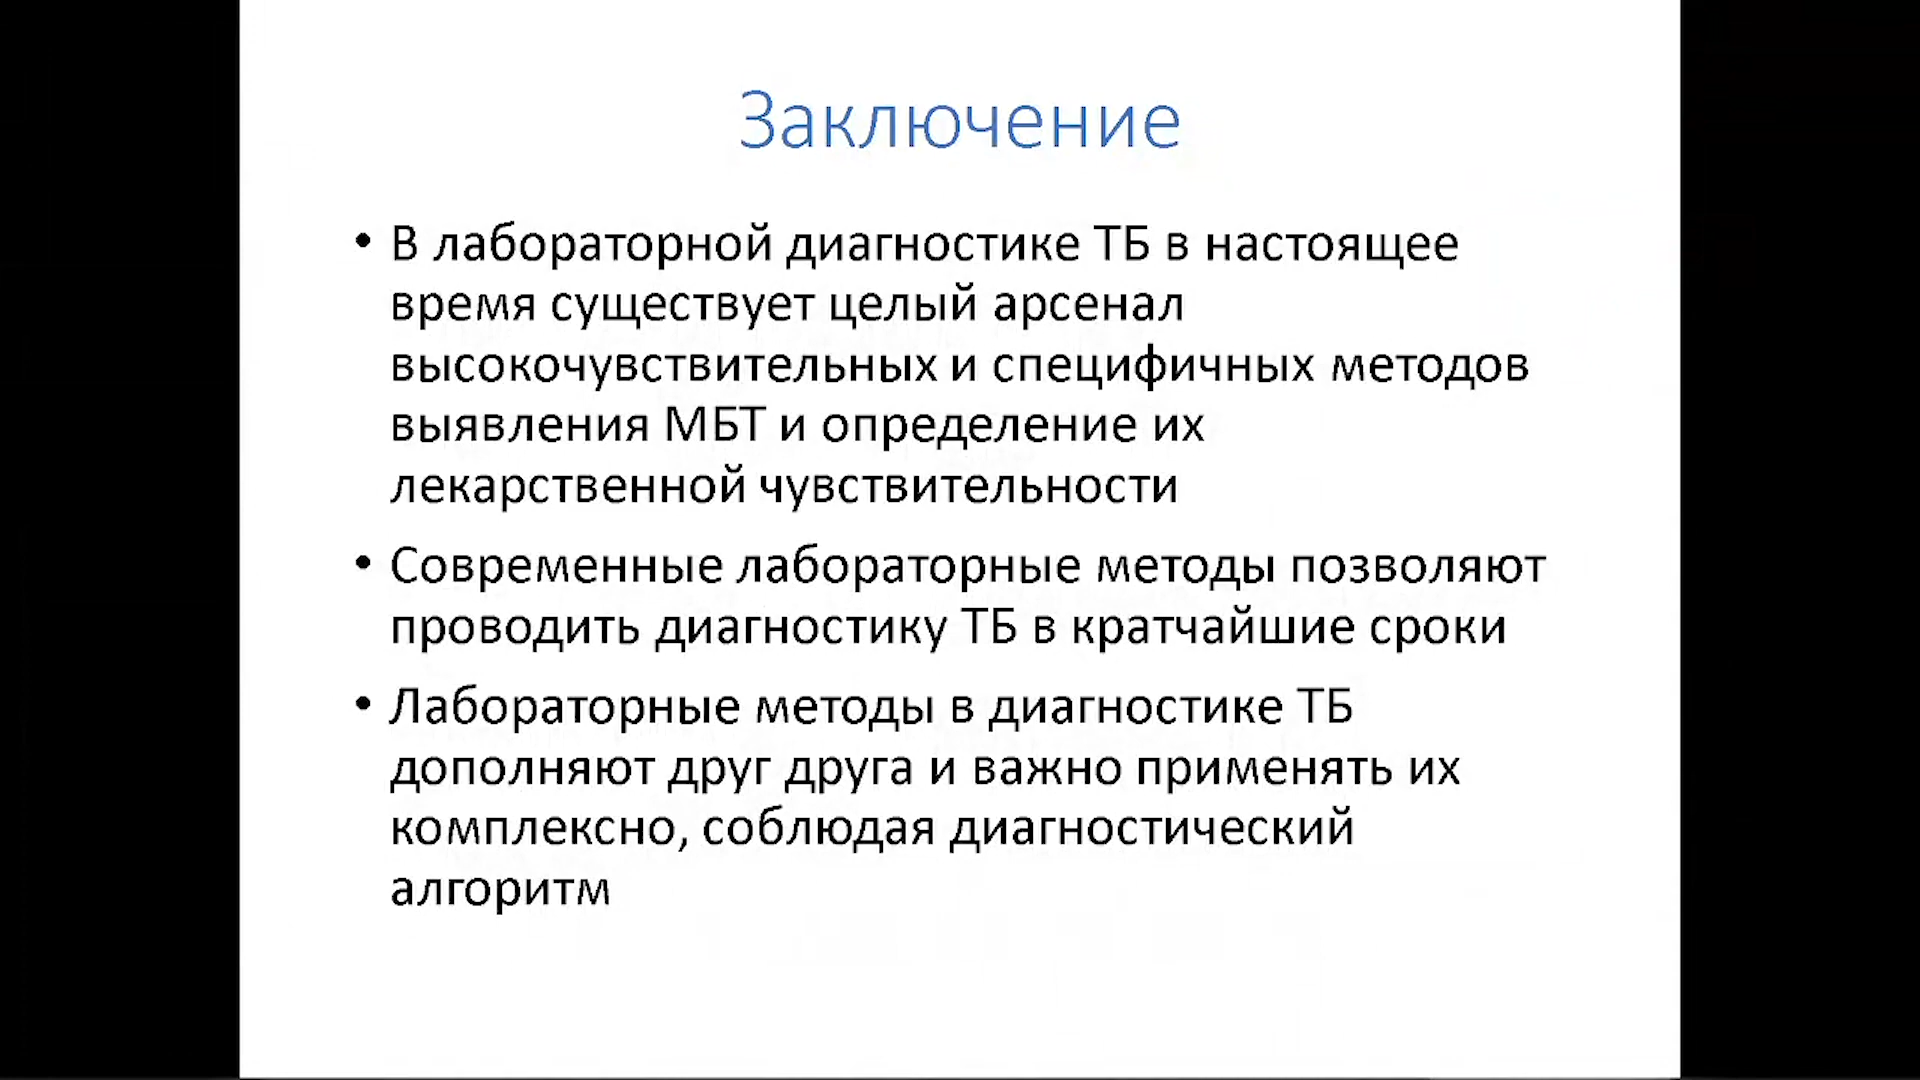 Заключение
• В лабораторной диагностике ТБ в настоящее
время существует целый арсенал
высокочувствительных и специфичных методов
выявления МБТ и определение их
лекарственной чувствительности
• Современные лабораторные методы позволяют
проводить диагностику ТБ в кратчайшие сроки
• Лабораторные методы в диагностике ТБ
дополняют друг друга и важно применять их
комплексно, соблюдая диагностический
алгоритм